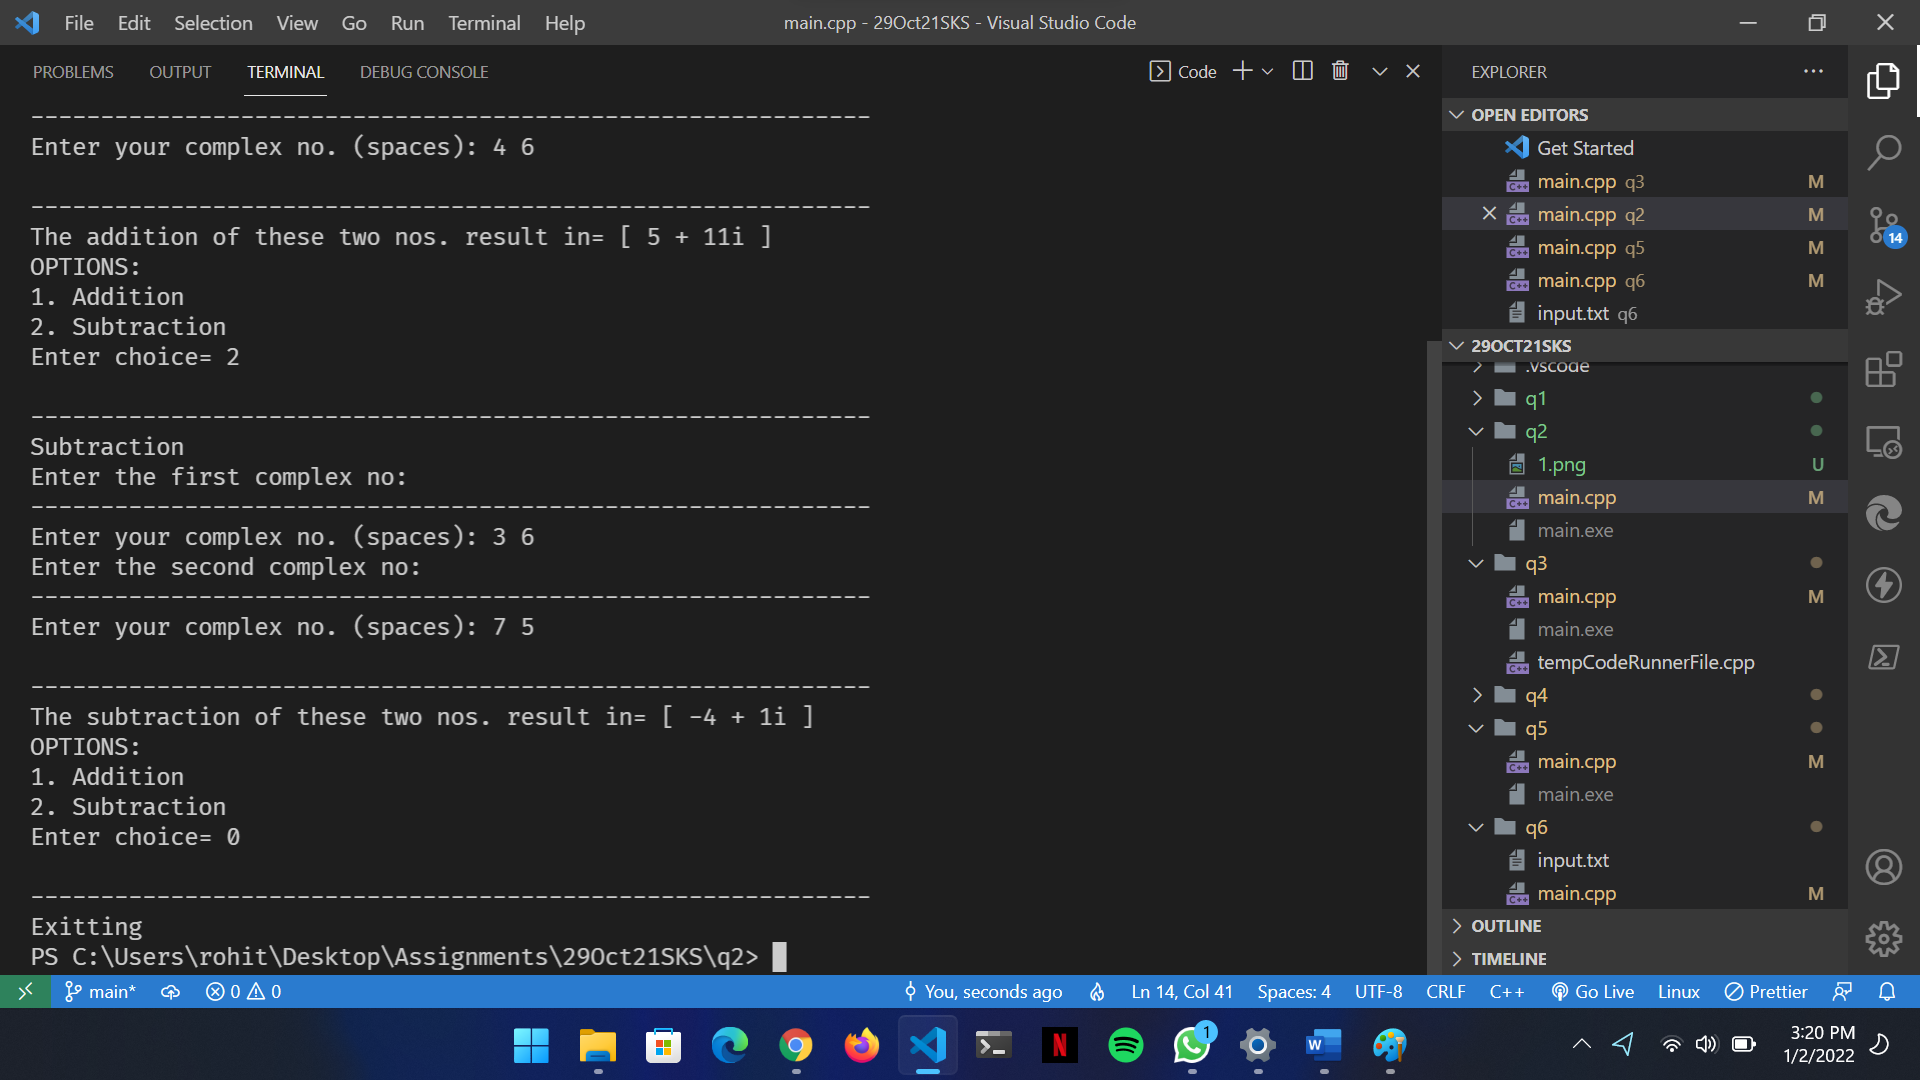 File Edit Selection View Go Run Terminal Help
main.cpp - 29Oct21SKS - Visual Studio Code
PROBLEMS OUTPUT TERMINAL DEBUG CONSOLE
Code
------------------------------------------------------------
Enter your complex no. (spaces): 4 6
------------------------------------------------------------
The addition of these two nos. result in= [ 5 + 11i ]
OPTIONS:
1. Addition
2. Subtraction
Enter choice= 2
------------------------------------------------------------
Subtraction
Enter the first complex no:
------------------------------------------------------------
Enter your complex no. (spaces): 3 6
Enter the second complex no:
------------------------------------------------------------
Enter your complex no. (spaces): 7 5
------------------------------------------------------------
The subtraction of these two nos. result in= [ -4 + 1i ]
OPTIONS:
1. Addition
2. Subtraction
Enter choice= 0
------------------------------------------------------------
Exitting
PS C:\Users\rohit\Desktop\Assignments\29Oct21SKS\q2>
EXPLORER
OPEN EDITORS
Get Started
main.cpp q3 M
main.cpp q2 M
main.cpp q5 M
main.cpp q6 M
input.txt q6
29OCT21SKS
.vscode
q1
q2
1.png U
main.cpp M
main.exe
q3
main.cpp M
main.exe
tempCodeRunnerFile.cpp
q4
q5
main.cpp M
main.exe
q6
input.txt
main.cpp M
OUTLINE
TIMELINE
14
main* 0 0
You, seconds ago Ln 14, Col 41 Spaces: 4 UTF-8 CRLF C++ Go Live Linux Prettier
N
1
W
3:20 PM
1/2/2022